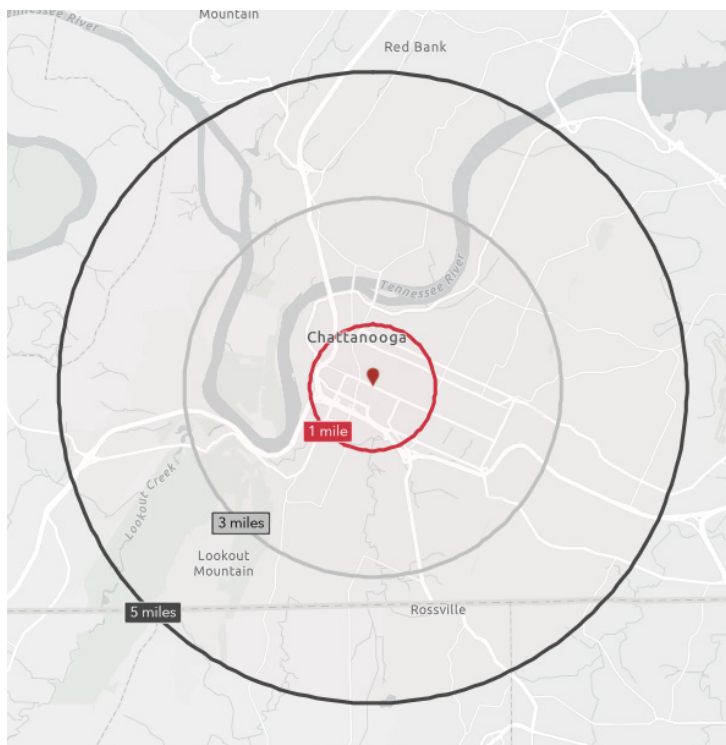 Mountain
Tennessee River
Red Bank
Tennessee River
Chattanooga
1 mile
Lookout Creek
3 miles
Lookout
Mountain
5 miles
Rossville